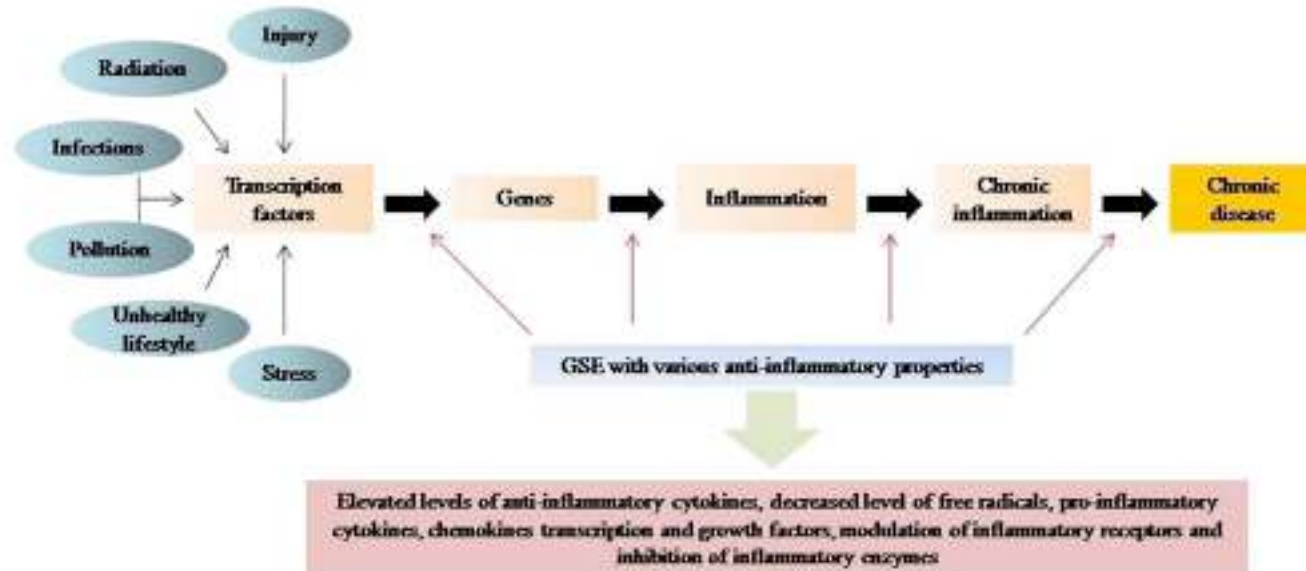 Injury
Radiation
Infections
Pollution
Unhealthy
lifestyle
Stress
Transcription
factors
Genes
Inflammation
Chronic
inflammation
Chronic
disease
GSE with various anti-inflammatory properties
Elevated levels of anti-inflammatory cytokines, decreased level of free radicals, pro-inflammatory
cytokines, chemokines transcription and growth factors, modulation of inflammatory receptors and
inhibition of inflammatory enzymes